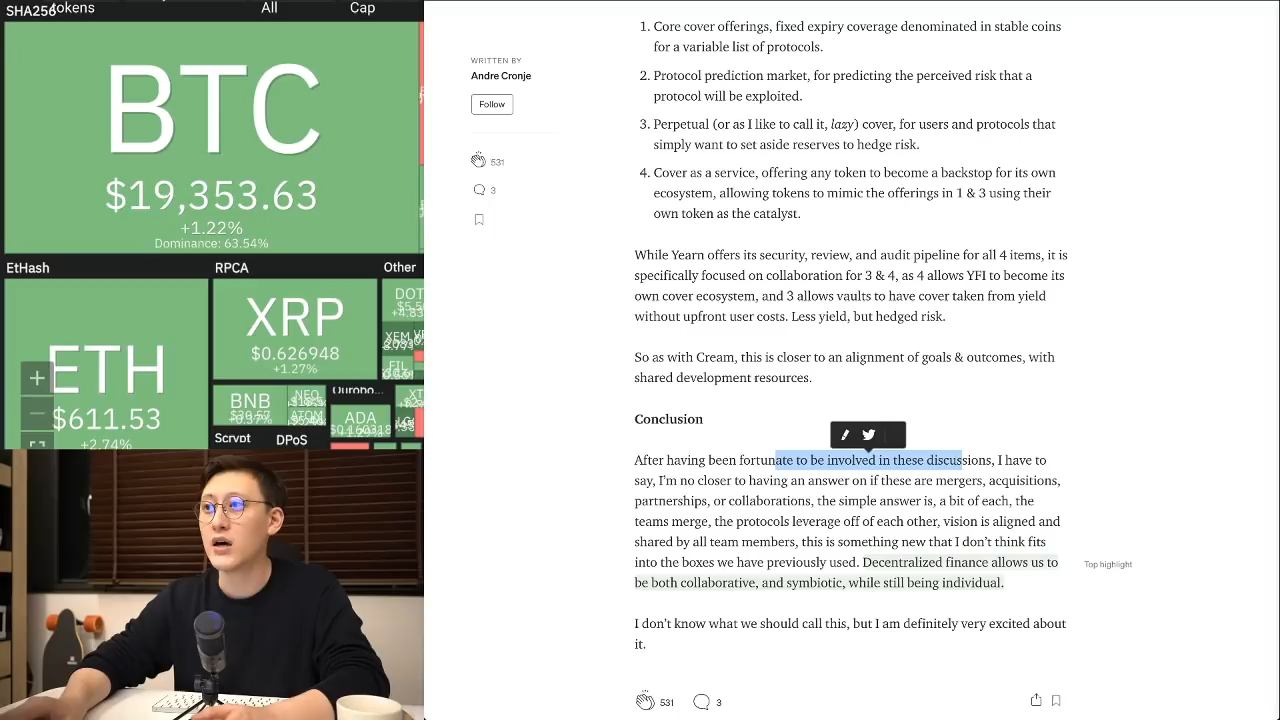 SHA256
tokens
All
Cap
BTC
$19,353.63
+1.22%
Dominance: 63.54%
EtHash
RPCA
Other
ETH
$611.53
+2.74%
XRP
$0.626948
+1.27%
DOT
BNB
NEO
ATOM
ADA
Scrypt
DPoS
WRITTEN BY
Andre Cronje
Follow
531
3
1. Core cover offerings, fixed expiry coverage denominated in stable coins
for a variable list of protocols.
2. Protocol prediction market, for predicting the perceived risk that a
protocol will be exploited.
3. Perpetual (or as I like to call it, lazy) cover, for users and protocols that
simply want to set aside reserves to hedge risk.
4. Cover as a service, offering any token to become a backstop for its own
ecosystem, allowing tokens to mimic the offerings in 1 & 3 using their
own token as the catalyst.
While Yearn offers its security, review, and audit pipeline for all 4 items, it is
specifically focused on collaboration for 3 & 4, as 4 allows YFI to become its
own cover ecosystem, and 3 allows vaults to have cover taken from yield
without upfront user costs. Less yield, but hedged risk.
So as with Cream, this is closer to an alignment of goals & outcomes, with
shared development resources.
Conclusion
After having been fortunate to be involved in these discussions, I have to
say, I'm no closer to having an answer on if these are mergers, acquisitions,
partnerships, or collaborations, the simple answer is, a bit of each, the
teams merge, the protocols leverage off of each other, vision is aligned and
shared by all team members, this is something new that I don't think fits
into the boxes we have previously used. Decentralized finance allows us to
be both collaborative, and symbiotic, while still being individual.
Top highlight
I don't know what we should call this, but I am definitely very excited about
it.
531
3